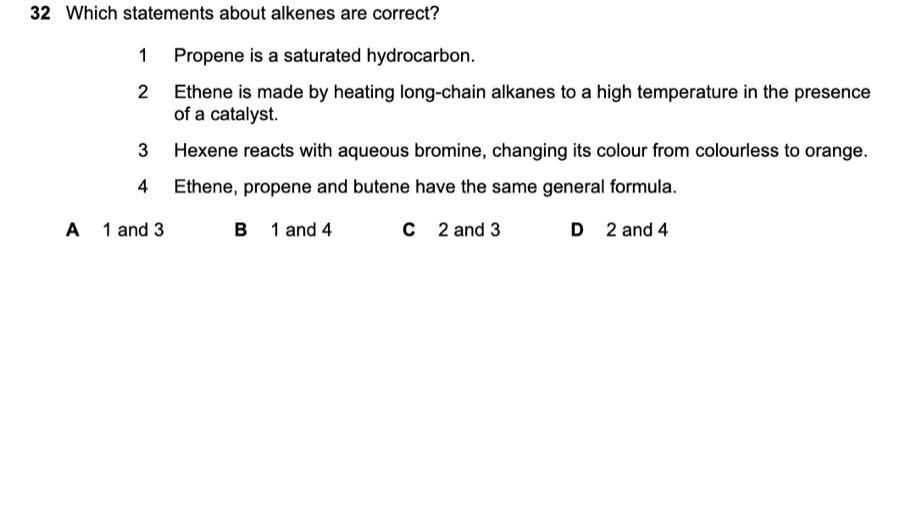 32 Which statements about alkenes are correct?
1 Propene is a saturated hydrocarbon.
2 Ethene is made by heating long-chain alkanes to a high temperature in the presence
of a catalyst.
3 Hexene reacts with aqueous bromine, changing its colour from colourless to orange.
4 Ethene, propene and butene have the same general formula.
A 1 and 3 B 1 and 4 C 2 and 3 D 2 and 4